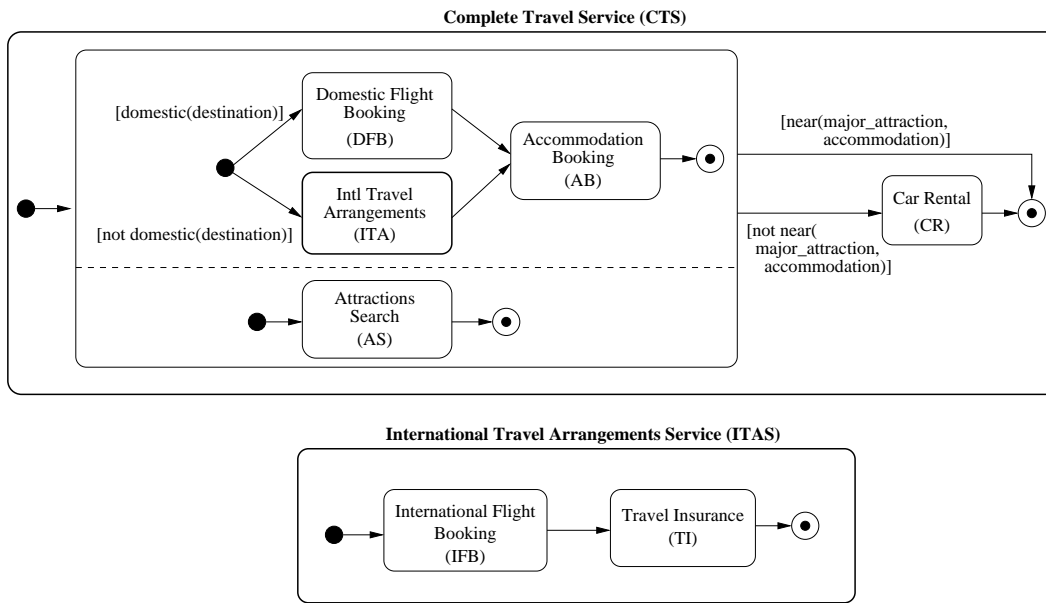 Complete Travel Service (CTS)
[domestic(destination)]
Domestic Flight
Booking
(DFB)
Intl Travel
Arrangements
(ITA)
[not domestic(destination)]
Accommodation
Booking
(AB)
[near(major_attraction,
accommodation)]
Car Rental
(CR)
[not near(
major_attraction,
accommodation)]
Attractions
Search
(AS)
International Travel Arrangements Service (ITAS)
International Flight
Booking
(IFB)
Travel Insurance
(TI)